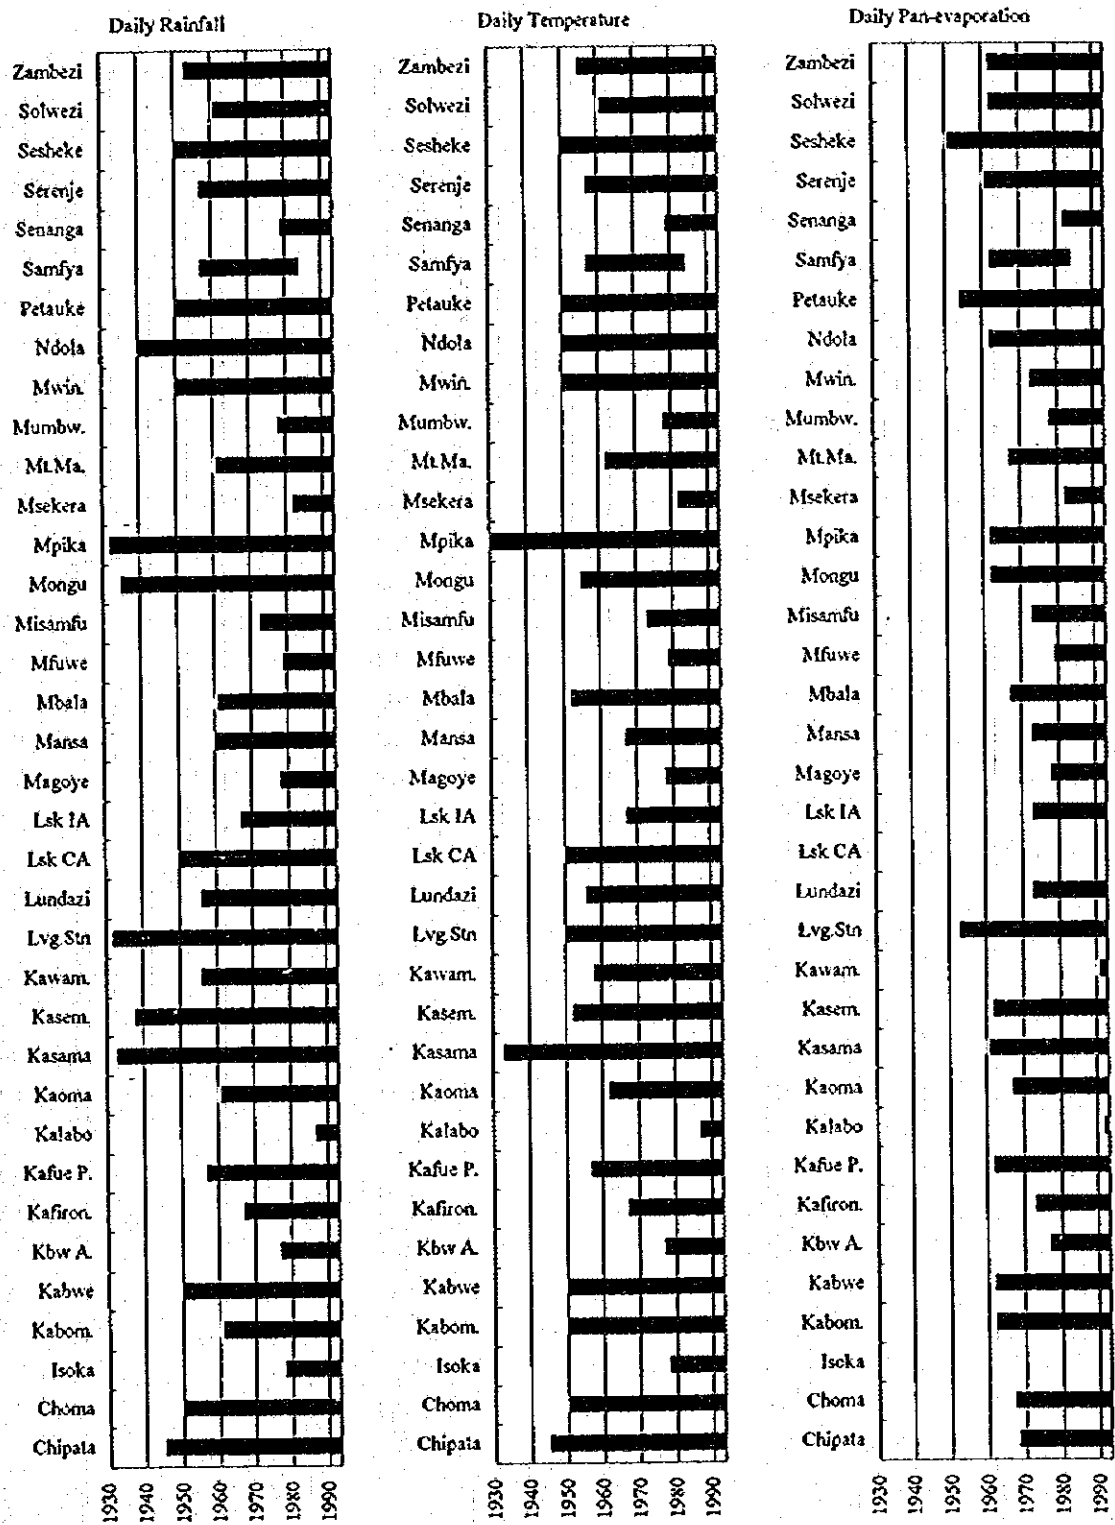 Daily Rainfall
Zambezi
Solwezi
Sesheke
Serenje
Senanga
Samfya
Petauke
Ndola
Mwin.
Mumbw.
Mt.Ma.
Msekera
Mpika
Mongu
Misamfu
Mfuwe
Mbala
Mansa
Magoye
Lsk IA
Lsk CA
Lundazi
Lvg.Stn
Kawam.
Kasem.
Kasama
Kaoma
Kalabo
Kafue P.
Kafiron.
Kbw A.
Kabwe
Kabom.
Isoka
Choma
Chipata
1930 1940 1950 1960 1970 1980 1990
Daily Temperature
Zambezi
Solwezi
Sesheke
Serenje
Senanga
Samfya
Petauke
Ndola
Mwin.
Mumbw.
Mt.Ma.
Msekera
Mpika
Mongu
Misamfu
Mfuwe
Mbala
Mansa
Magoye
Lsk IA
Lsk CA
Lundazi
Lvg.Stn
Kawam.
Kasem.
Kasama
Kaoma
Kalabo
Kafue P.
Kafiron.
Kbw A.
Kabwe
Kabom.
Isoka
Choma
Chipata
1930 1940 1950 1960 1970 1980 1990
Daily Pan-evaporation
Zambezi
Solwezi
Sesheke
Serenje
Senanga
Samfya
Petauke
Ndola
Mwin.
Mumbw.
Mt.Ma.
Msekera
Mpika
Mongu
Misamfu
Mfuwe
Mbala
Mansa
Magoye
Lsk IA
Lsk CA
Lundazi
Lvg.Stn
Kawam.
Kasem.
Kasama
Kaoma
Kalabo
Kafue P.
Kafiron.
Kbw A.
Kabwe
Kabom.
Isoka
Choma
Chipata
1930 1940 1950 1960 1970 1980 1990